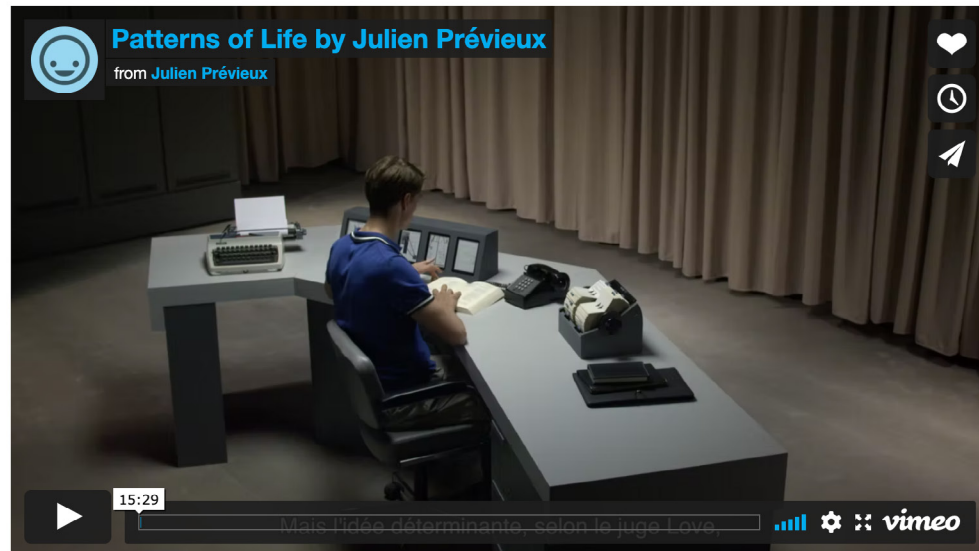 Patterns of Life by Julien Prévieux
from Julien Prévieux
15:29
Mais l'idée déterminante, selon le juge Love,
vimeo